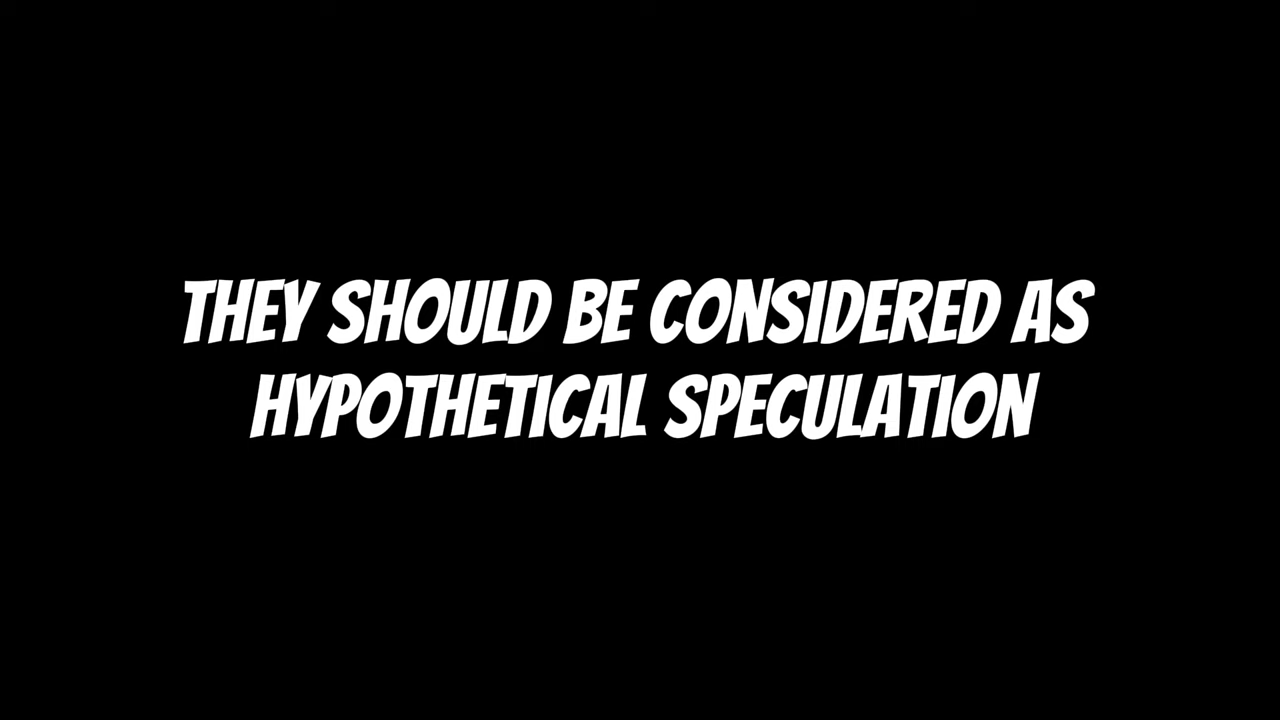 THEY SHOULD BE CONSIDERED AS
HYPOTHETICAL SPECULATION